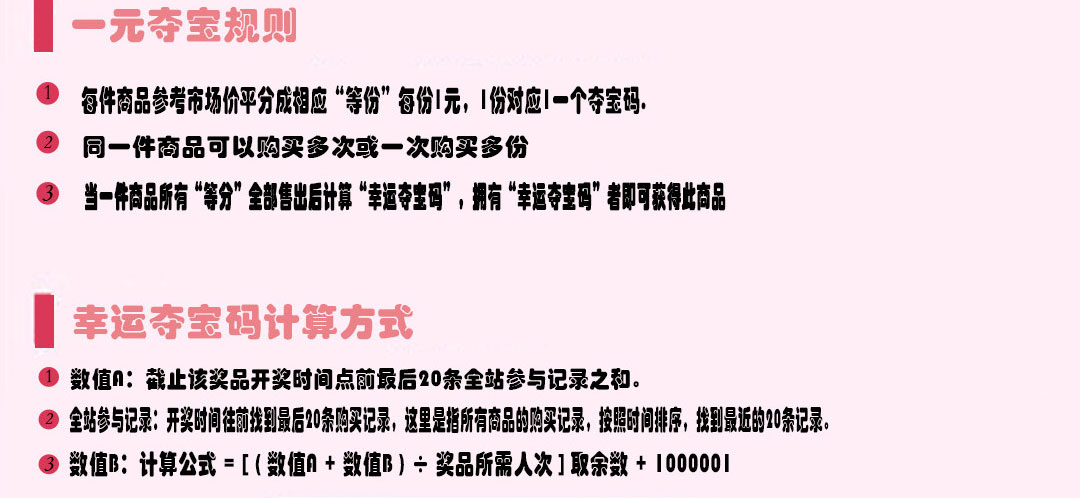 一元夺宝规则
1 每件商品参考市场价平分成相应“等份”每份1元，1份对应1一个夺宝码.
2 同一件商品可以购买多次或一次购买多份
3 当一件商品所有“等分”全部售出后计算“幸运夺宝码”，拥有“幸运夺宝码”者即可获得此商品
幸运夺宝码计算方式
1 数值A：截止该奖品开奖时间点前最后20条全站参与记录之和。
2 全站参与记录：开奖时间往前找到最后20条购买记录，这里是指所有商品的购买记录，按照时间排序，找到最近的20条记录。
3 数值B：计算公式 = [ ( 数值A + 数值B ) ÷ 奖品所需人次 ] 取余数 + 1000001